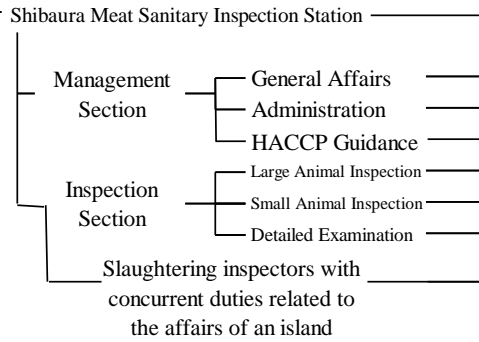 Shibaura Meat Sanitary Inspection Station
Management
Section
General Affairs
Administration
HACCP Guidance
Inspection
Section
Large Animal Inspection
Small Animal Inspection
Detailed Examination
Slaughtering inspectors with
concurrent duties related to
the affairs of an island